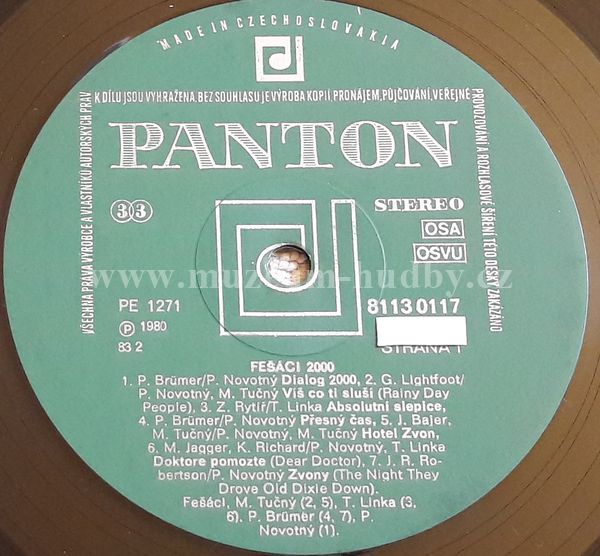 MADE IN CZECHOSLOVAKIA
VŠECHNA PRÁVA VÝROBCE A VLASTNÍKŮ AUTORSKÝCH PRÁV
K DÍLU JSOU VYHRAŽENA. BEZ SOUHLASU JE VÝROBA KOPIÍ, PRONÁJEM, PŮJČOVÁNÍ, VEŘEJNÉ
PROVOZOVÁNÍ A ROZHLASOVÉ ŠÍŘENÍ TÉTO DESKY ZAKÁZÁNO
PANTON
33
STEREO
OSA
OSVU
www.muzeum-hudby.cz
PE 1271
8113 0117
℗ 1980
83 2
STRANA 1
FEŠÁCI 2000
1. P. Brümer/P. Novotný Dialog 2000, 2. G. Lightfoot/
P. Novotný, M. Tučný Víš co ti sluší (Rainy Day
People), 3. Z. Rytíř/T. Linka Absolutní slepice,
4. P. Brümer/P. Novotný Přesný čas, 5. J. Bajer,
M. Tučný/P. Novotný, M. Tučný Hotel Zvon,
6. M. Jagger, K. Richard/P. Novotný, T. Linka
Doktore pomozte (Dear Doctor), 7. J. R. Ro-
bertson/P. Novotný Zvony (The Night They
Drove Old Dixie Down).
Fešáci, M. Tučný (2, 5), T. Linka (3,
6). P. Brümer (4, 7), P.
Novotný (1).